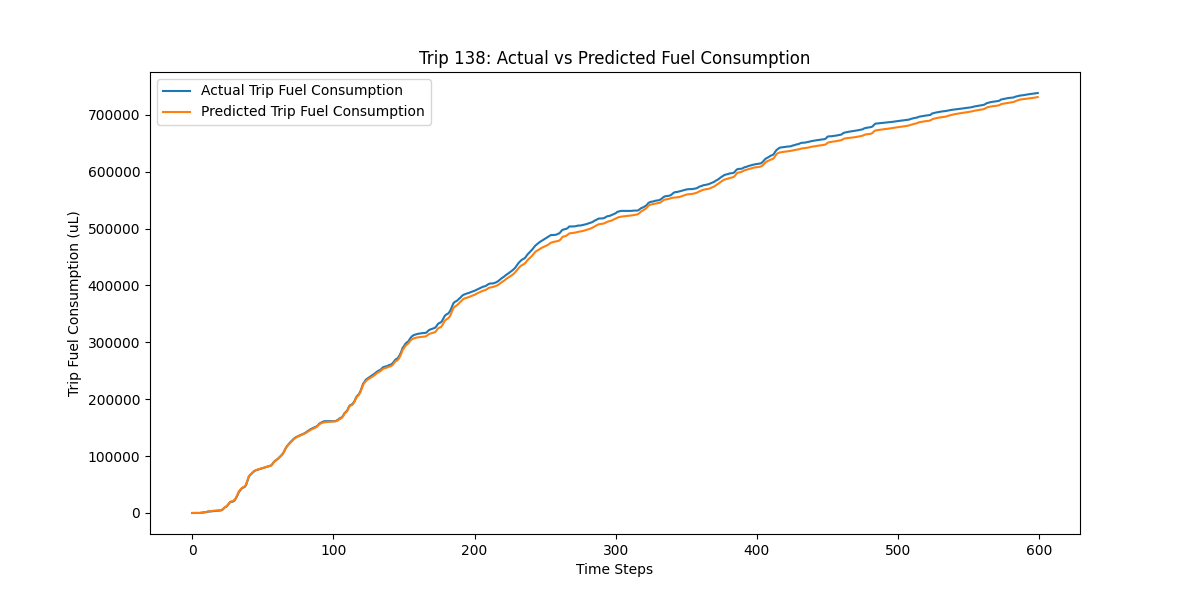 Trip 138: Actual vs Predicted Fuel Consumption
Actual Trip Fuel Consumption
Predicted Trip Fuel Consumption
Trip Fuel Consumption (uL)
700000
600000
500000
400000
300000
200000
100000
0
0 100 200 300 400 500 600
Time Steps